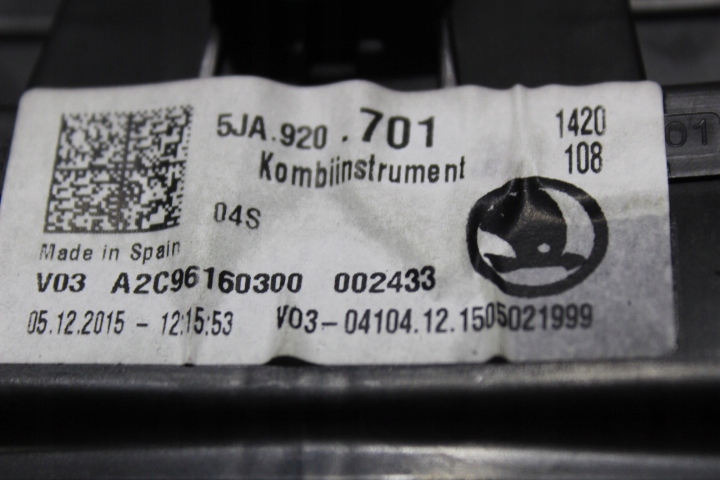 5JA.920.701 1420
Kombiinstrument 108
04S
Made in Spain
V03 A2C96160300 002433
05.12.2015 - 12:15:53 V03-04104.12.1505021999